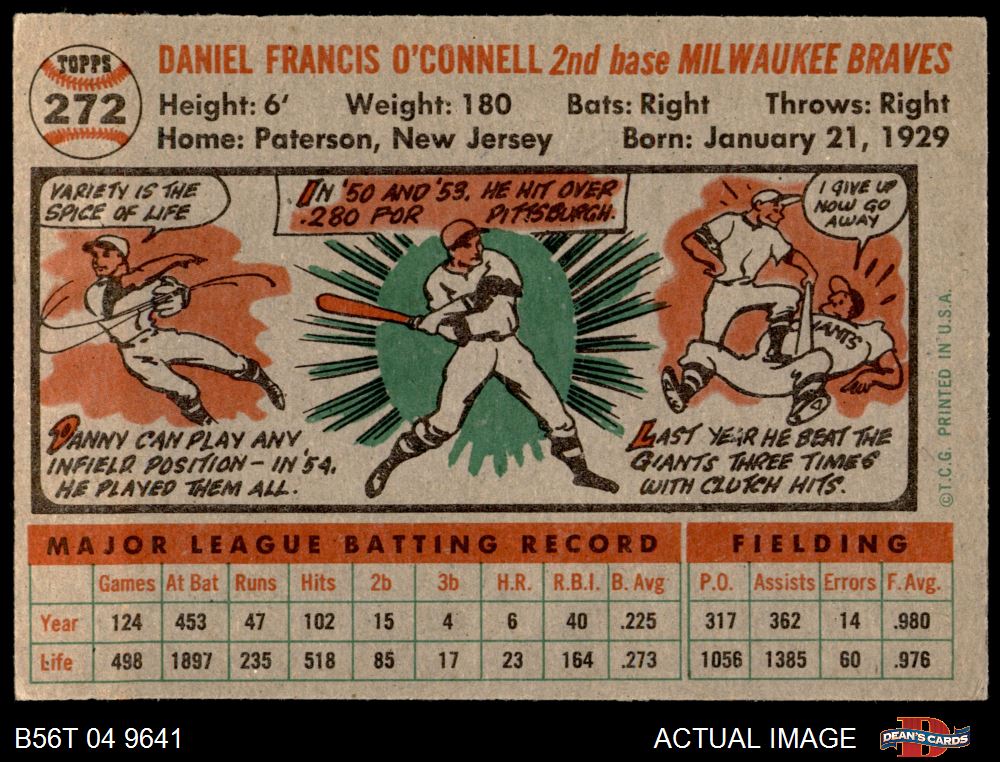 TOPPS
272
DANIEL FRANCIS O'CONNELL 2nd base MILWAUKEE BRAVES
Height: 6' Weight: 180 Bats: Right Throws: Right
Home: Paterson, New Jersey Born: January 21, 1929
VARIETY IS THE
SPICE OF LIFE
DANNY CAN PLAY ANY
INFIELD POSITION – IN '54,
HE PLAYED THEM ALL.
IN '50 AND '53, HE HIT OVER
.280 FOR PITTSBURGH.
I GIVE UP
NOW GO
AWAY
GIANTS
LAST YEAR HE BEAT THE
GIANTS THREE TIMES
WITH CLUTCH HITS.
©T.C.G. PRINTED IN U.S.A.
MAJOR LEAGUE BATTING RECORD FIELDING
Games At Bat Runs Hits 2b 3b H.R. R.B.I. B. Avg P.O. Assists Errors F. Avg.
Year 124 453 47 102 15 4 6 40 .225 317 362 14 .980
Life 498 1897 235 518 85 17 23 164 .273 1056 1385 60 .976
B56T 04 9641 ACTUAL IMAGE
D
DEAN'S CARDS